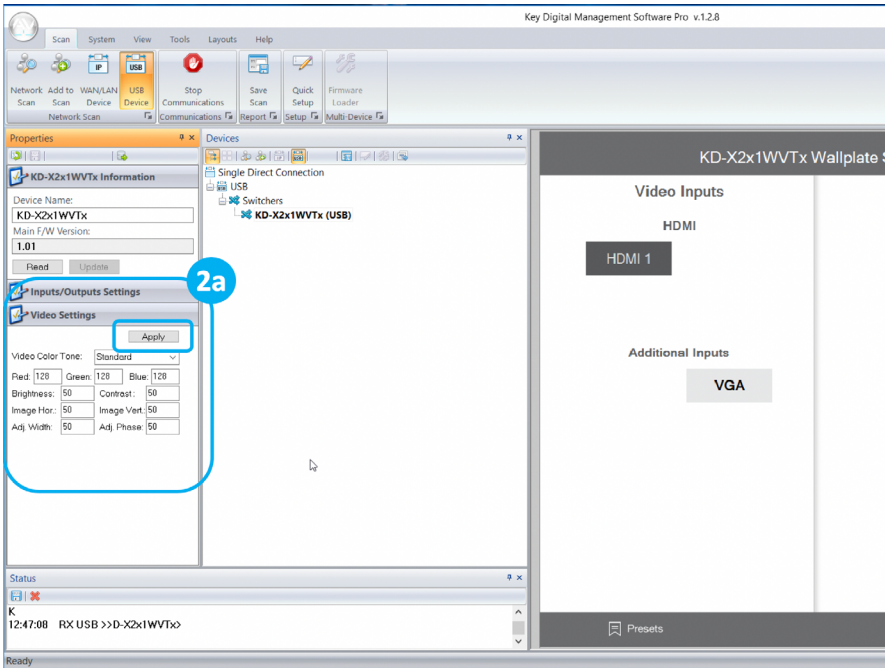 Key Digital Management Software Pro v.1.2.8
Scan System View Tools Layouts Help
Network Scan
Add to Scan
WAN/LAN Device
USB Device
Stop Communications
Save Scan
Quick Setup
Firmware Loader
Network Scan Communications Report Setup Multi-Device
IP
USB
Properties
KD-X2x1WVTx Information
Device Name:
KD-X2x1WVTx
Main F/W Version:
1.01
Read Update
Inputs/Outputs Settings
2a
Video Settings
Apply
Video Color Tone: Standard
Red: 128 Green: 128 Blue: 128
Brightness: 50 Contrast: 50
Image Hor.: 50 Image Vert.: 50
Adj. Width: 50 Adj. Phase: 50
Devices
Single Direct Connection
USB
Switchers
KD-X2x1WVTx (USB)
KD-X2x1WVTx Wallplate S
Video Inputs
HDMI
HDMI 1
Additional Inputs
VGA
Presets
Status
K
12:47:08 RX USB >>D-X2x1WVTx>
Ready